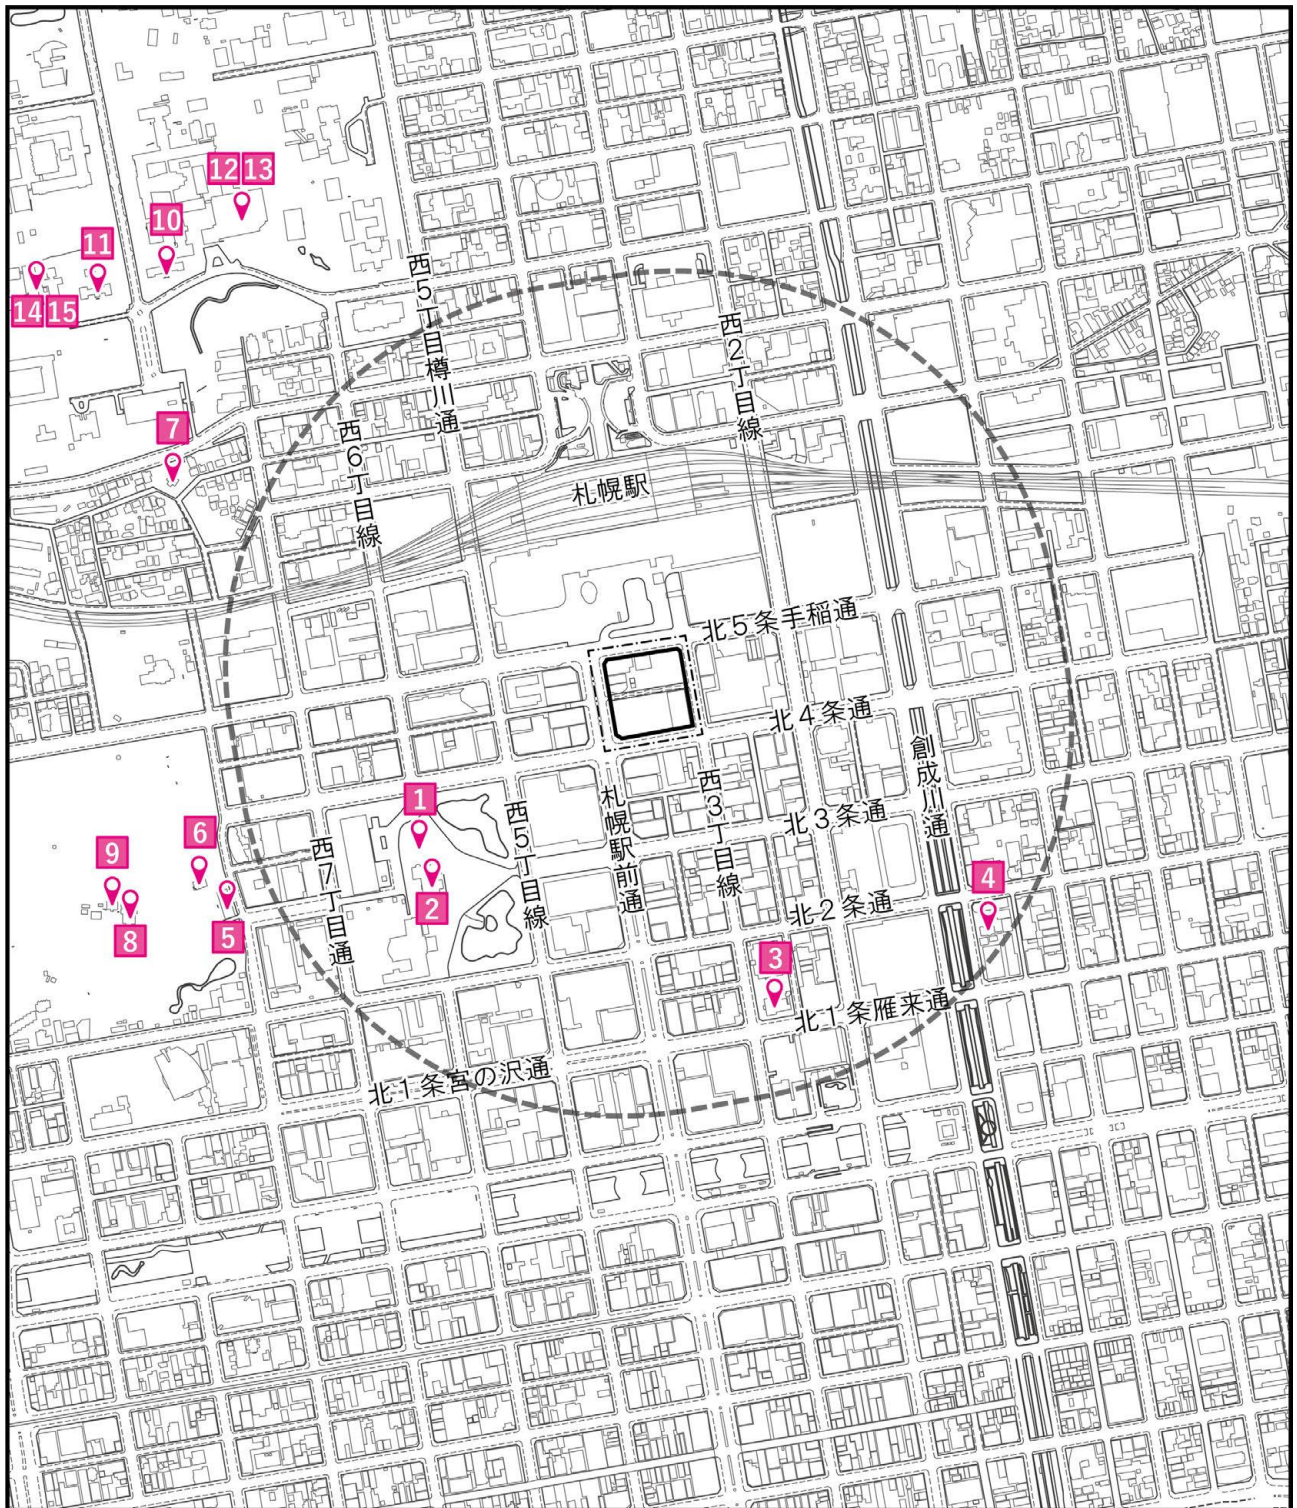 12 13
10
11
14 15
西5丁目樽川通
西2丁目線
7
西6丁目線
札幌駅
北5条手稲通
北4条通
創成川通
西3丁目線
札幌駅前通
1
西5丁目線
北3条通
6
西7丁目通
9
4
2
北2条通
5
8
3
北1条雁来通
北1条宮の沢通